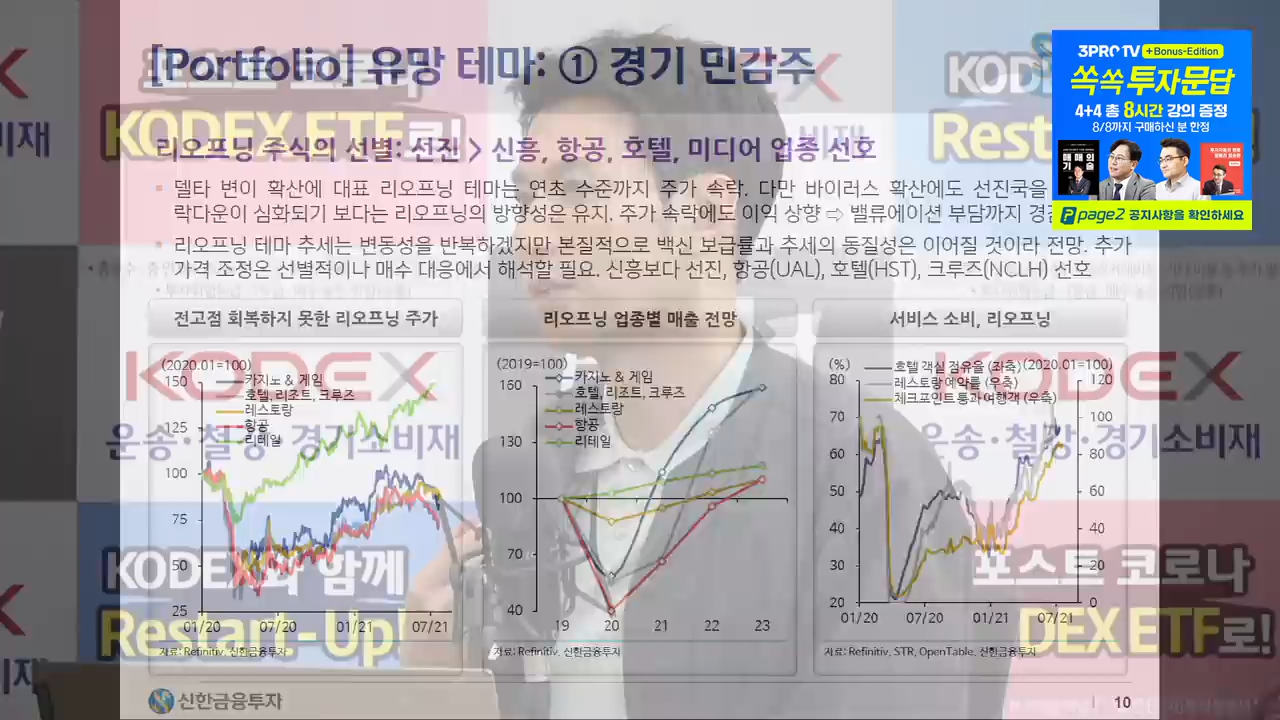 [Portfolio] 유망 테마: ① 경기 민감주
리오프닝 주식의 선별: 선진 > 신흥, 항공, 호텔, 미디어 업종 선호
델타 변이 확산에 대표 리오프닝 테마는 연초 수준까지 주가 속락. 다만 바이러스 확산에도 선진국을
락다운이 심화되기 보다는 리오프닝의 방향성은 유지. 주가 속락에도 이익 상향 ⇨ 밸류에이션 부담까지
리오프닝 테마 추세는 변동성을 반복하겠지만 본질적으로 백신 보급률과 추세의 동질성은 이어질 것이라 전망. 추가
가격 조정은 선별적이나 매수 대응에서 해석할 필요. 신흥보다 선진, 항공(UAL), 호텔(HST), 크루즈(NCLH) 선호
3PRO TV +Bonus-Edition
쏙쏙 투자문답
4+4 총 8시간 강의 증정
8/8까지 구매하신 분 한정
매매의 기술
page2 공지사항을 확인하세요
전고점 회복하지 못한 리오프닝 주가
(2020.01=100)
카지노 & 게임
호텔, 리조트, 크루즈
레스토랑
항공
리테일
150
125
100
75
50
25
01/20 07/20 01/21 07/21
자료: Refinitiv, 신한금융투자
리오프닝 업종별 매출 전망
(2019=100)
카지노 & 게임
호텔, 리조트, 크루즈
레스토랑
항공
리테일
160
130
100
70
40
19 20 21 22 23
자료: Refinitiv, 신한금융투자
서비스 소비, 리오프닝
(%)
호텔 객실 점유율 (좌축)
(2020.01=100)
레스토랑 예약률 (우축)
체크포인트 통과 여행객 (우축)
80
70
60
50
40
30
20
120
100
80
60
40
20
0
01/20 07/20 01/21 07/21
자료: Refinitiv, STR, OpenTable, 신한금융투자
신한금융투자
10
KODEX ETF로!
KODEX
운송·철강·경기소비재
KODEX와 함께
Restart-Up!
KODEX
운송·철강·경기소비재
포스트 코로나
DEX ETF로!